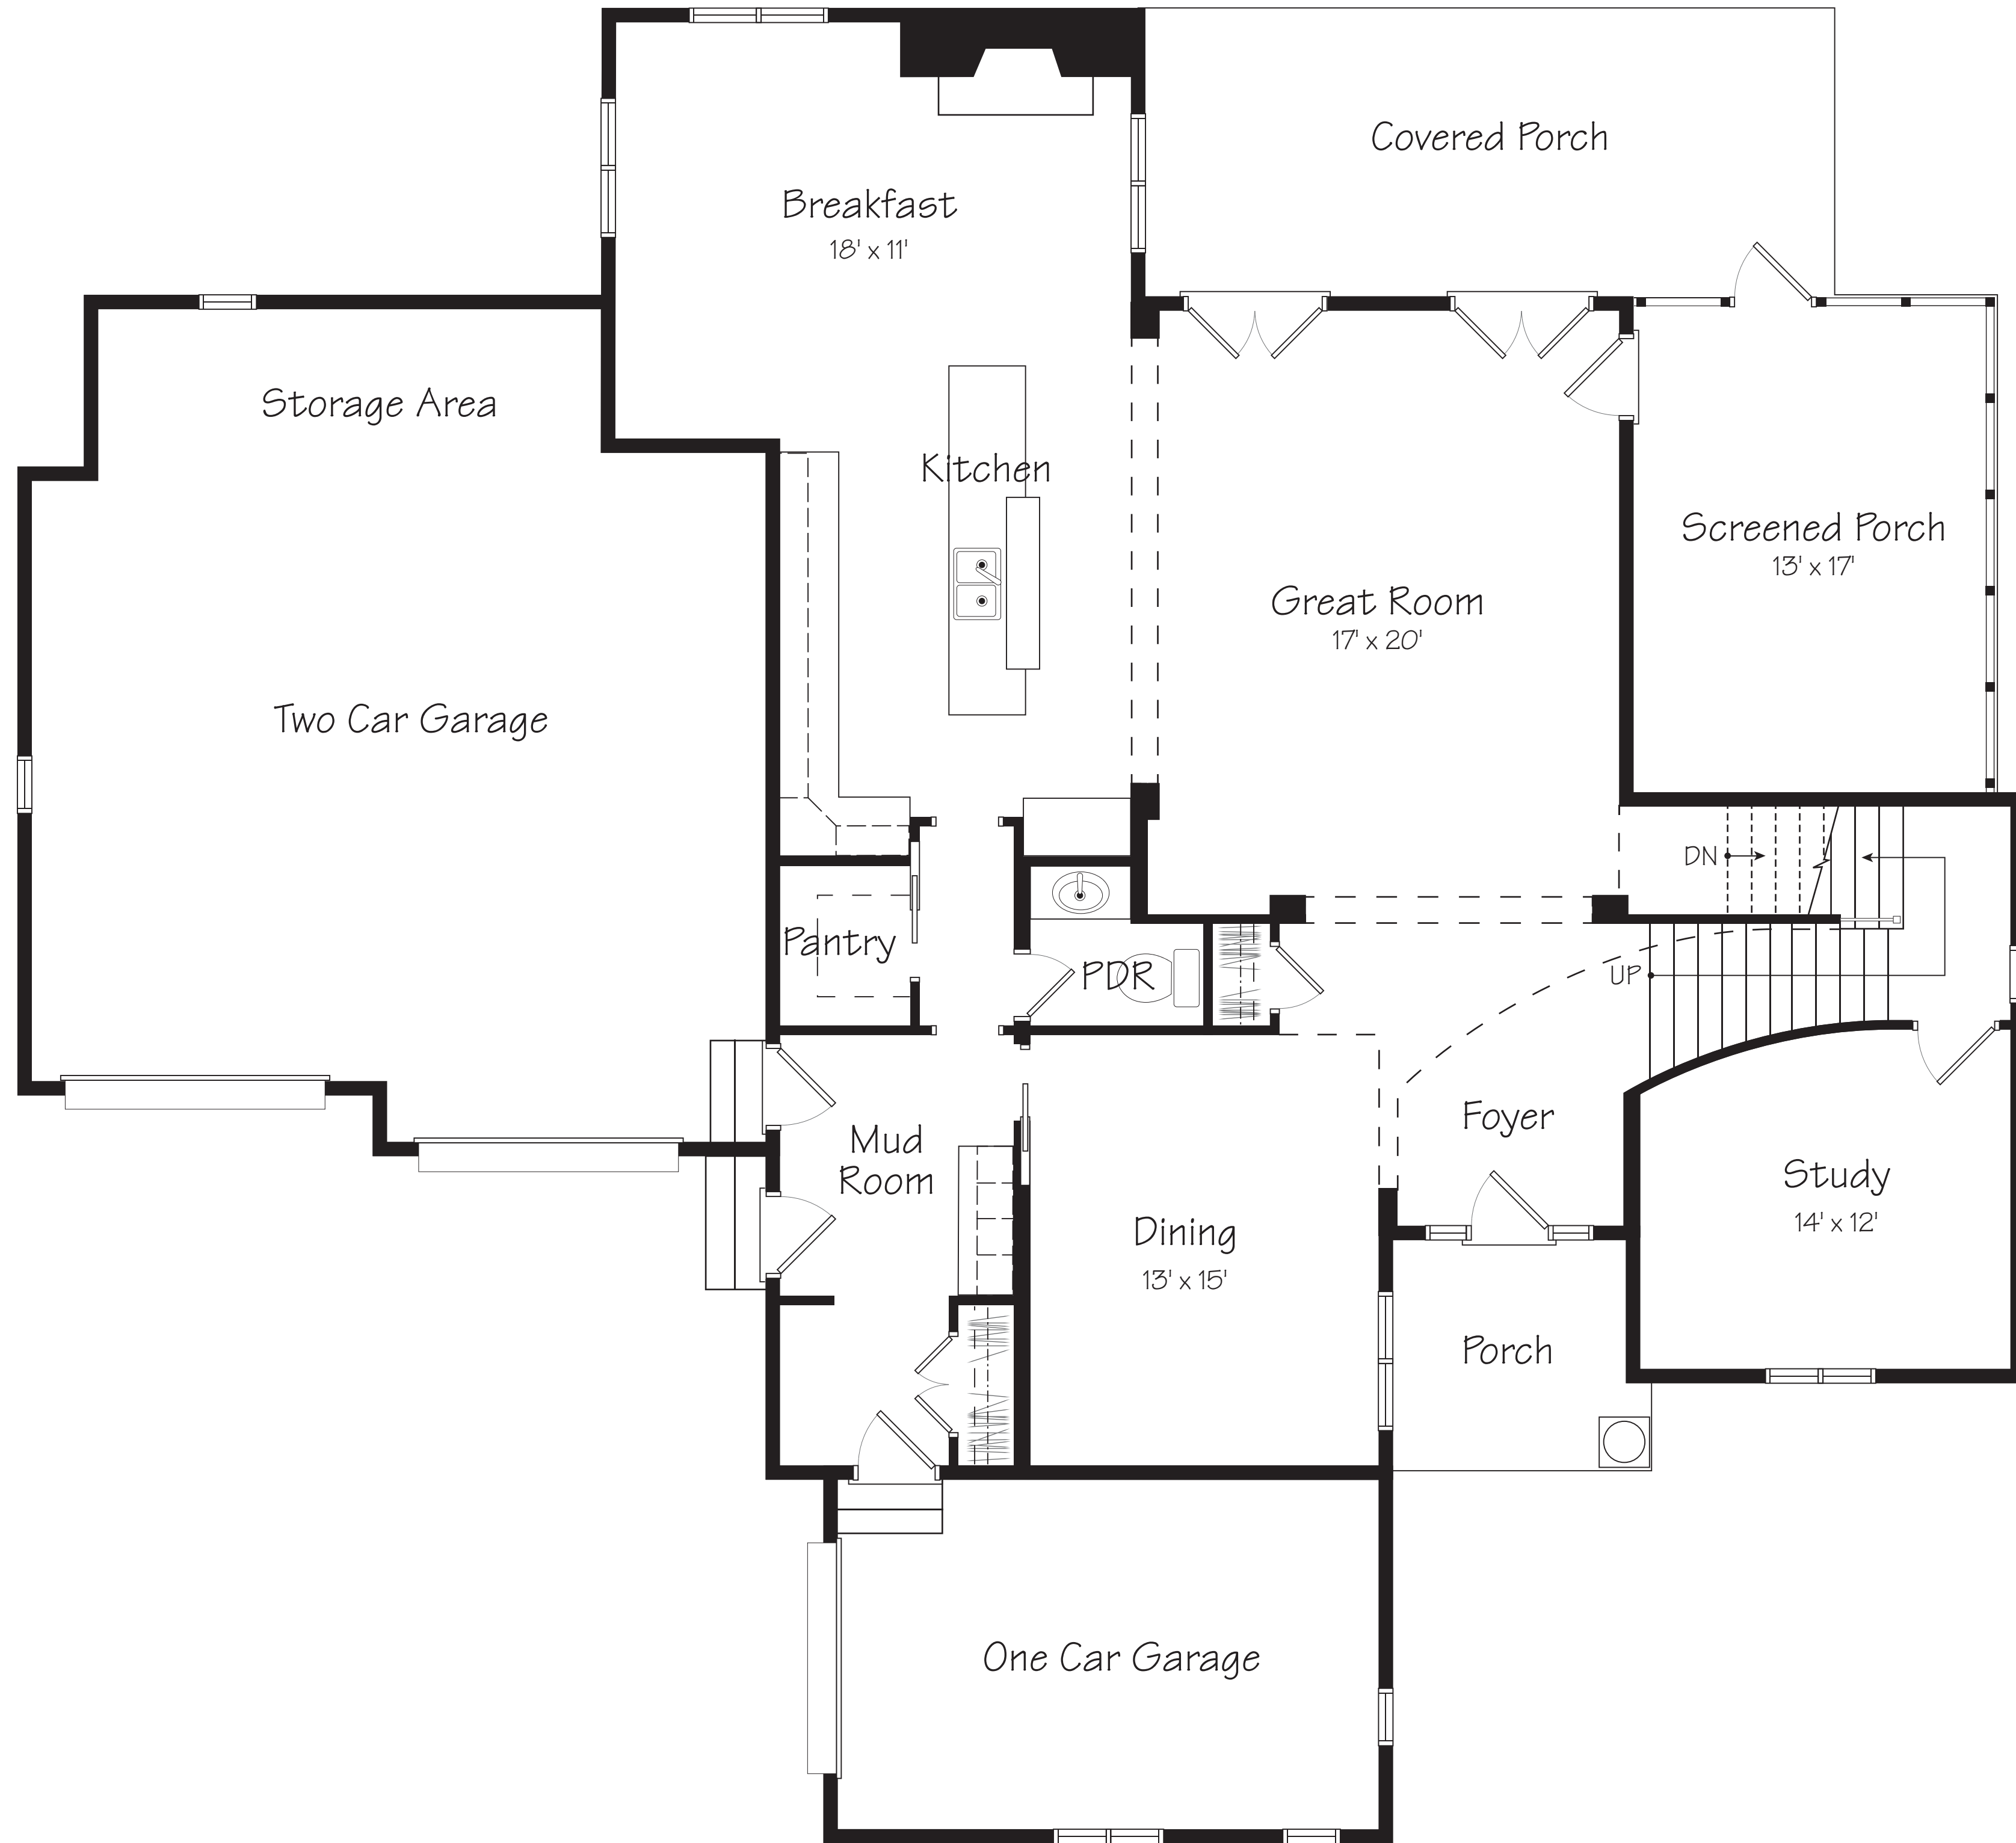 Covered Porch
Breakfast
18' x 11'
Storage Area
Kitchen
Screened Porch
13' x 17'
Great Room
17' x 20'
Two Car Garage
DN
Pantry
PDR
UP
Foyer
Mud
Room
Study
14' x 12'
Dining
13' x 15'
Porch
One Car Garage